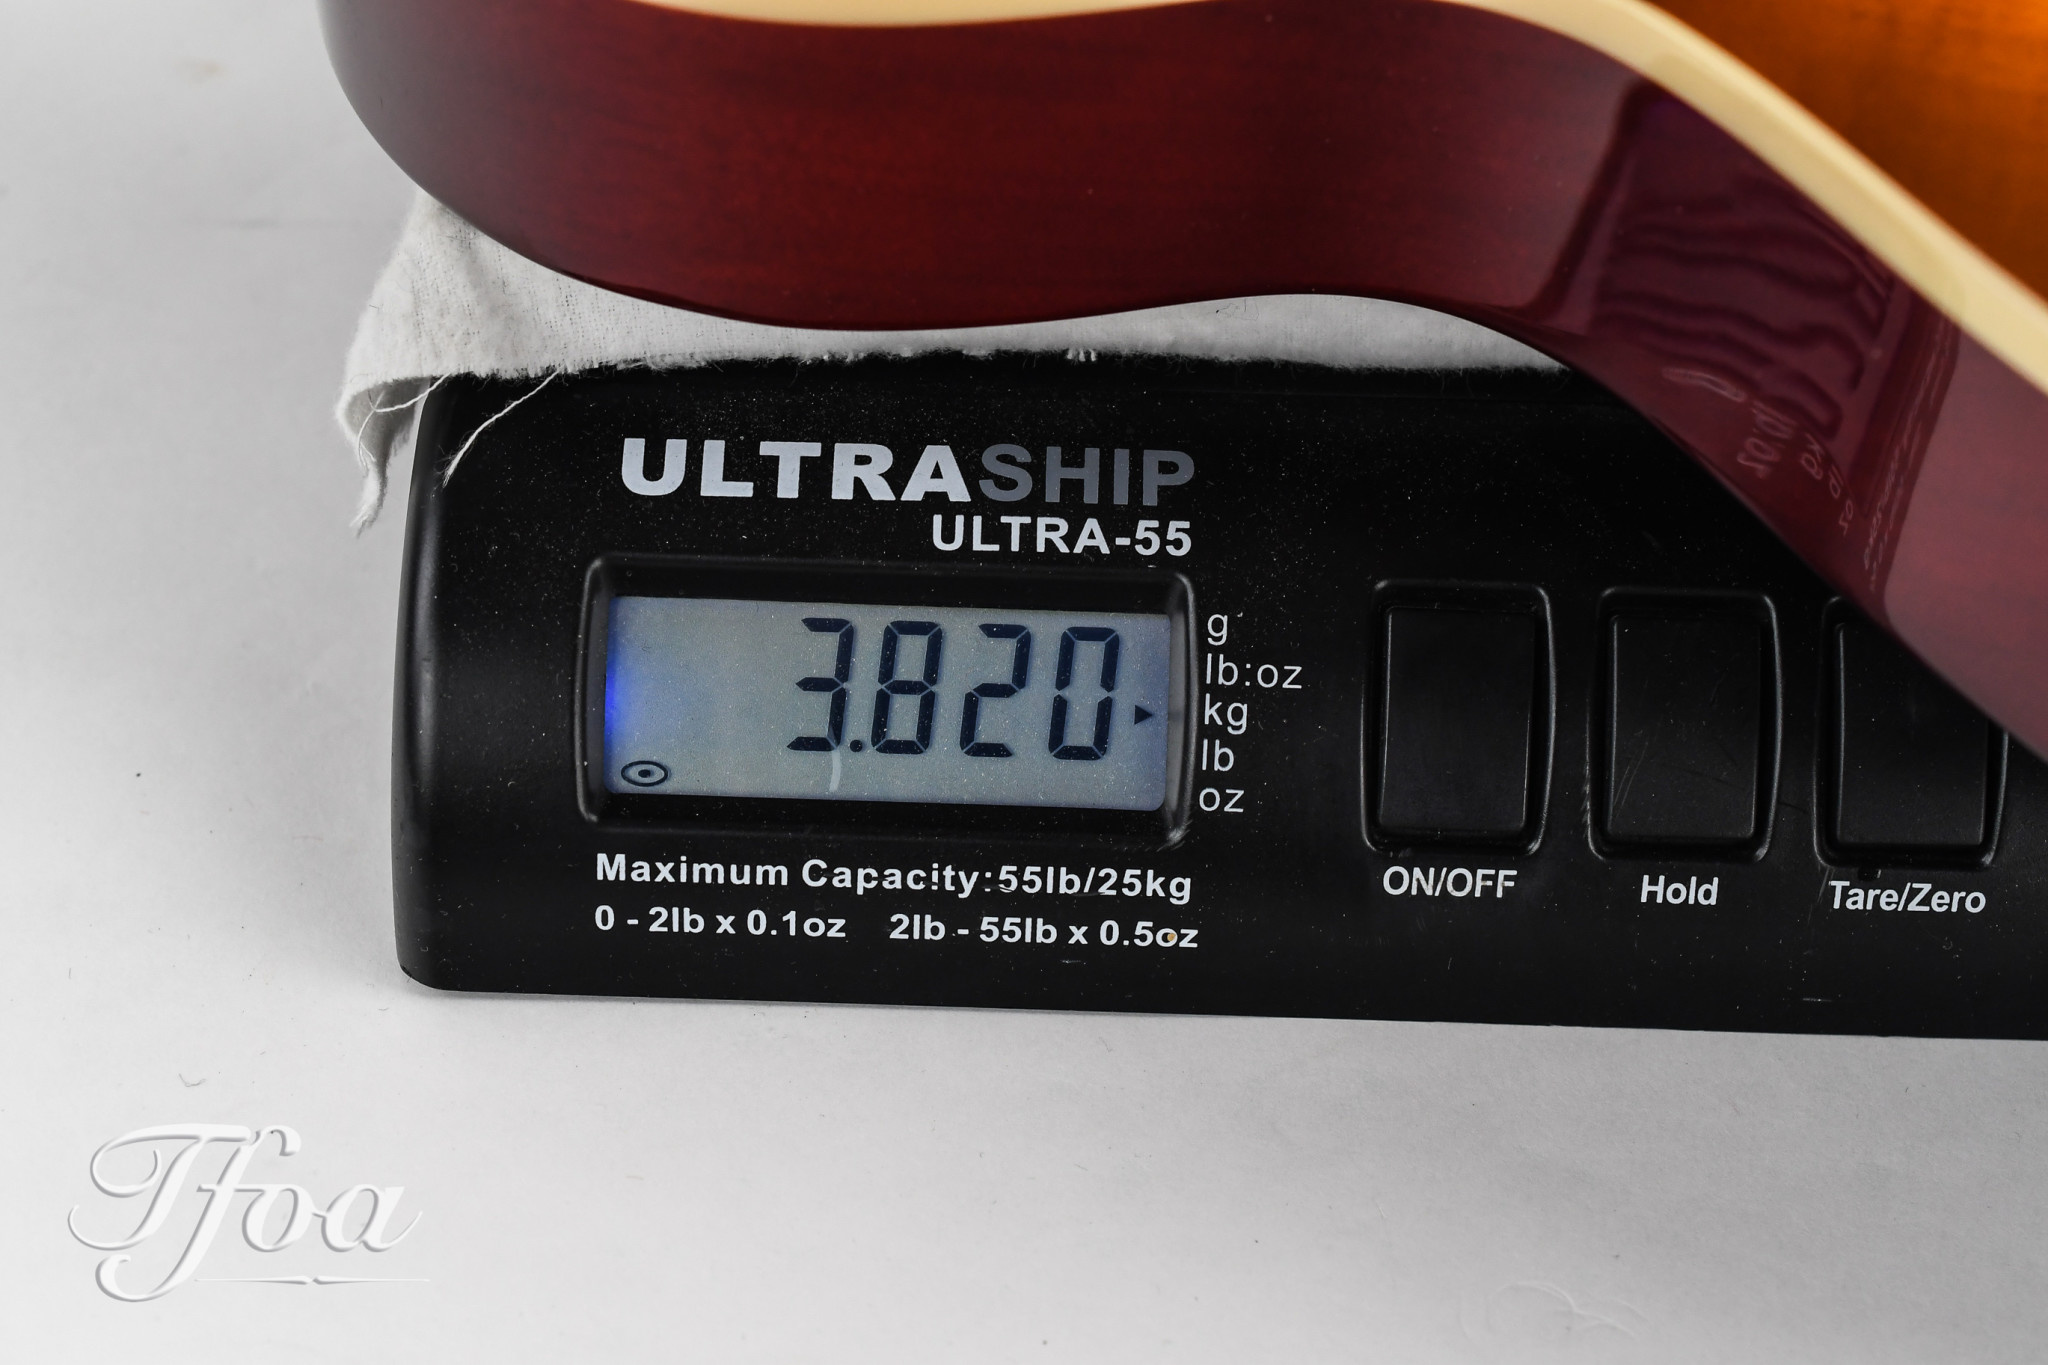 ULTRASHIP
ULTRA-55
3.820
g
lb:oz
kg
lb
oz
Maximum Capacity:55lb/25kg
0 - 2lb x 0.1oz 2lb - 55lb x 0.5oz
ON/OFF
Hold
Tare/Zero
Tfoa